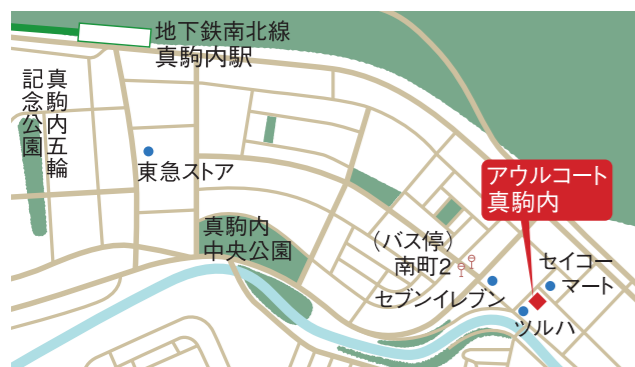 地下鉄南北線
真駒内駅
真駒内五輪
記念公園
東急ストア
アウルコート
真駒内
真駒内
中央公園
（バス停）
南町2
セイコー
マート
セブンイレブン
ツルハ